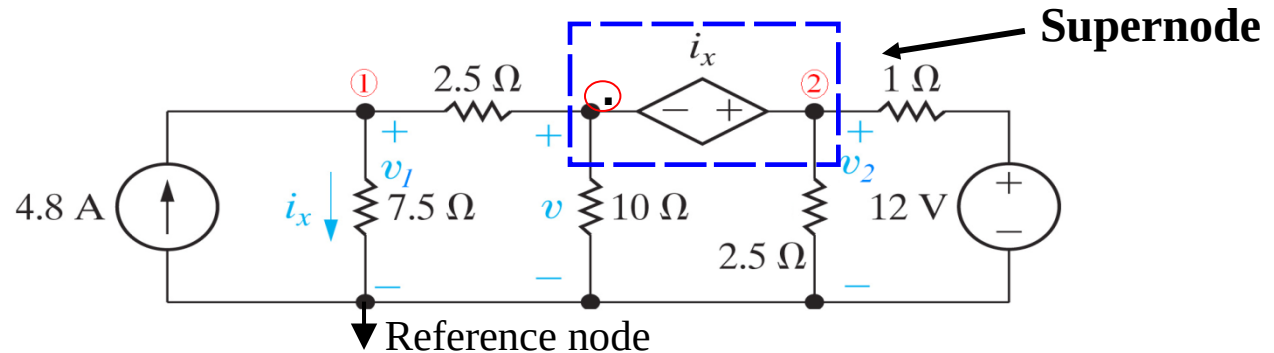 Supernode
i_x
① 2.5 Ω . ② 1 Ω
− +
+ + +
v_1 v_2
4.8 A i_x 7.5 Ω v 10 Ω 12 V + −
2.5 Ω
− − −
Reference node